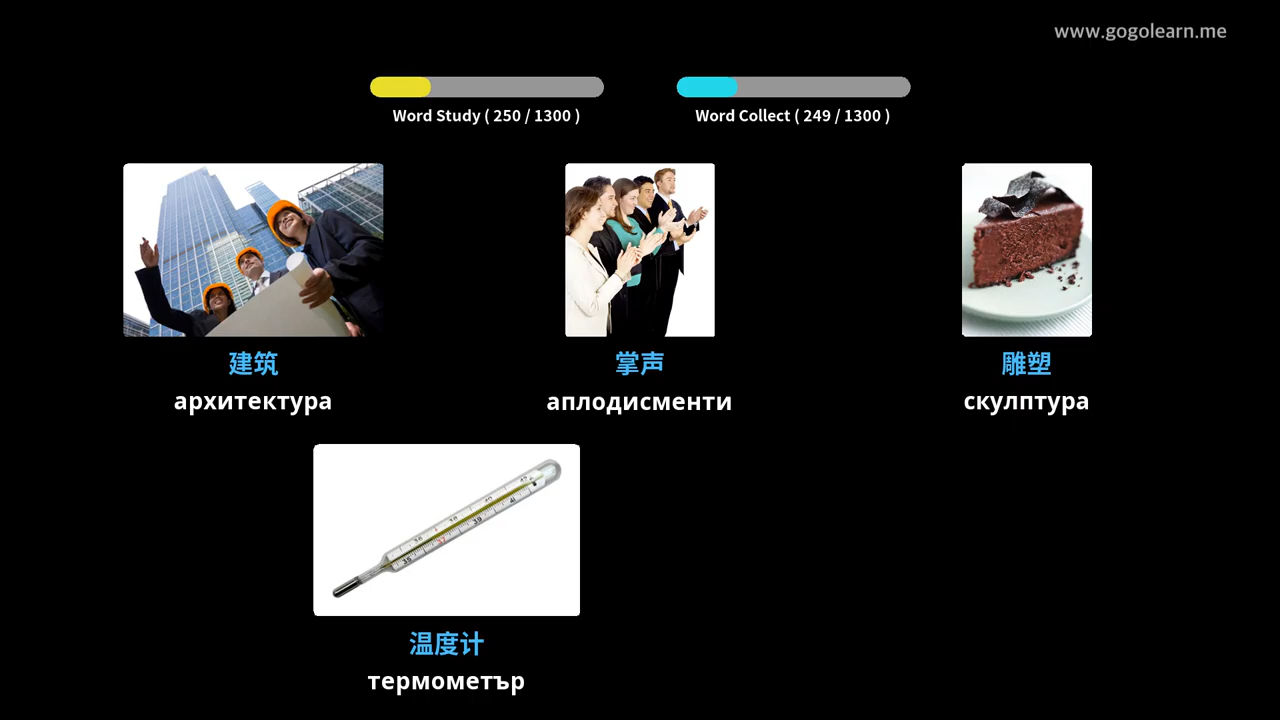 www.gogolearn.me
Word Study ( 250 / 1300 )
Word Collect ( 249 / 1300 )
建筑
архитектура
掌声
аплодисменти
雕塑
скулптура
温度计
термометър